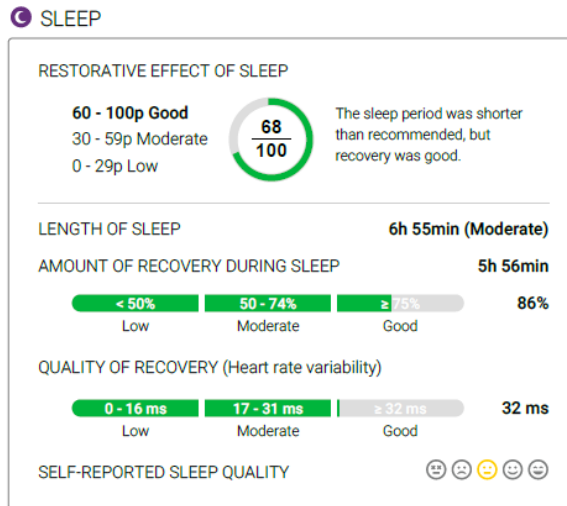 SLEEP
RESTORATIVE EFFECT OF SLEEP
60 - 100p Good
30 - 59p Moderate
0 - 29p Low
68
100
The sleep period was shorter
than recommended, but
recovery was good.
LENGTH OF SLEEP 6h 55min (Moderate)
AMOUNT OF RECOVERY DURING SLEEP 5h 56min
< 50% 50 - 74% ≥ 75% 86%
Low Moderate Good
QUALITY OF RECOVERY (Heart rate variability)
0 - 16 ms 17 - 31 ms ≥ 32 ms 32 ms
Low Moderate Good
SELF-REPORTED SLEEP QUALITY